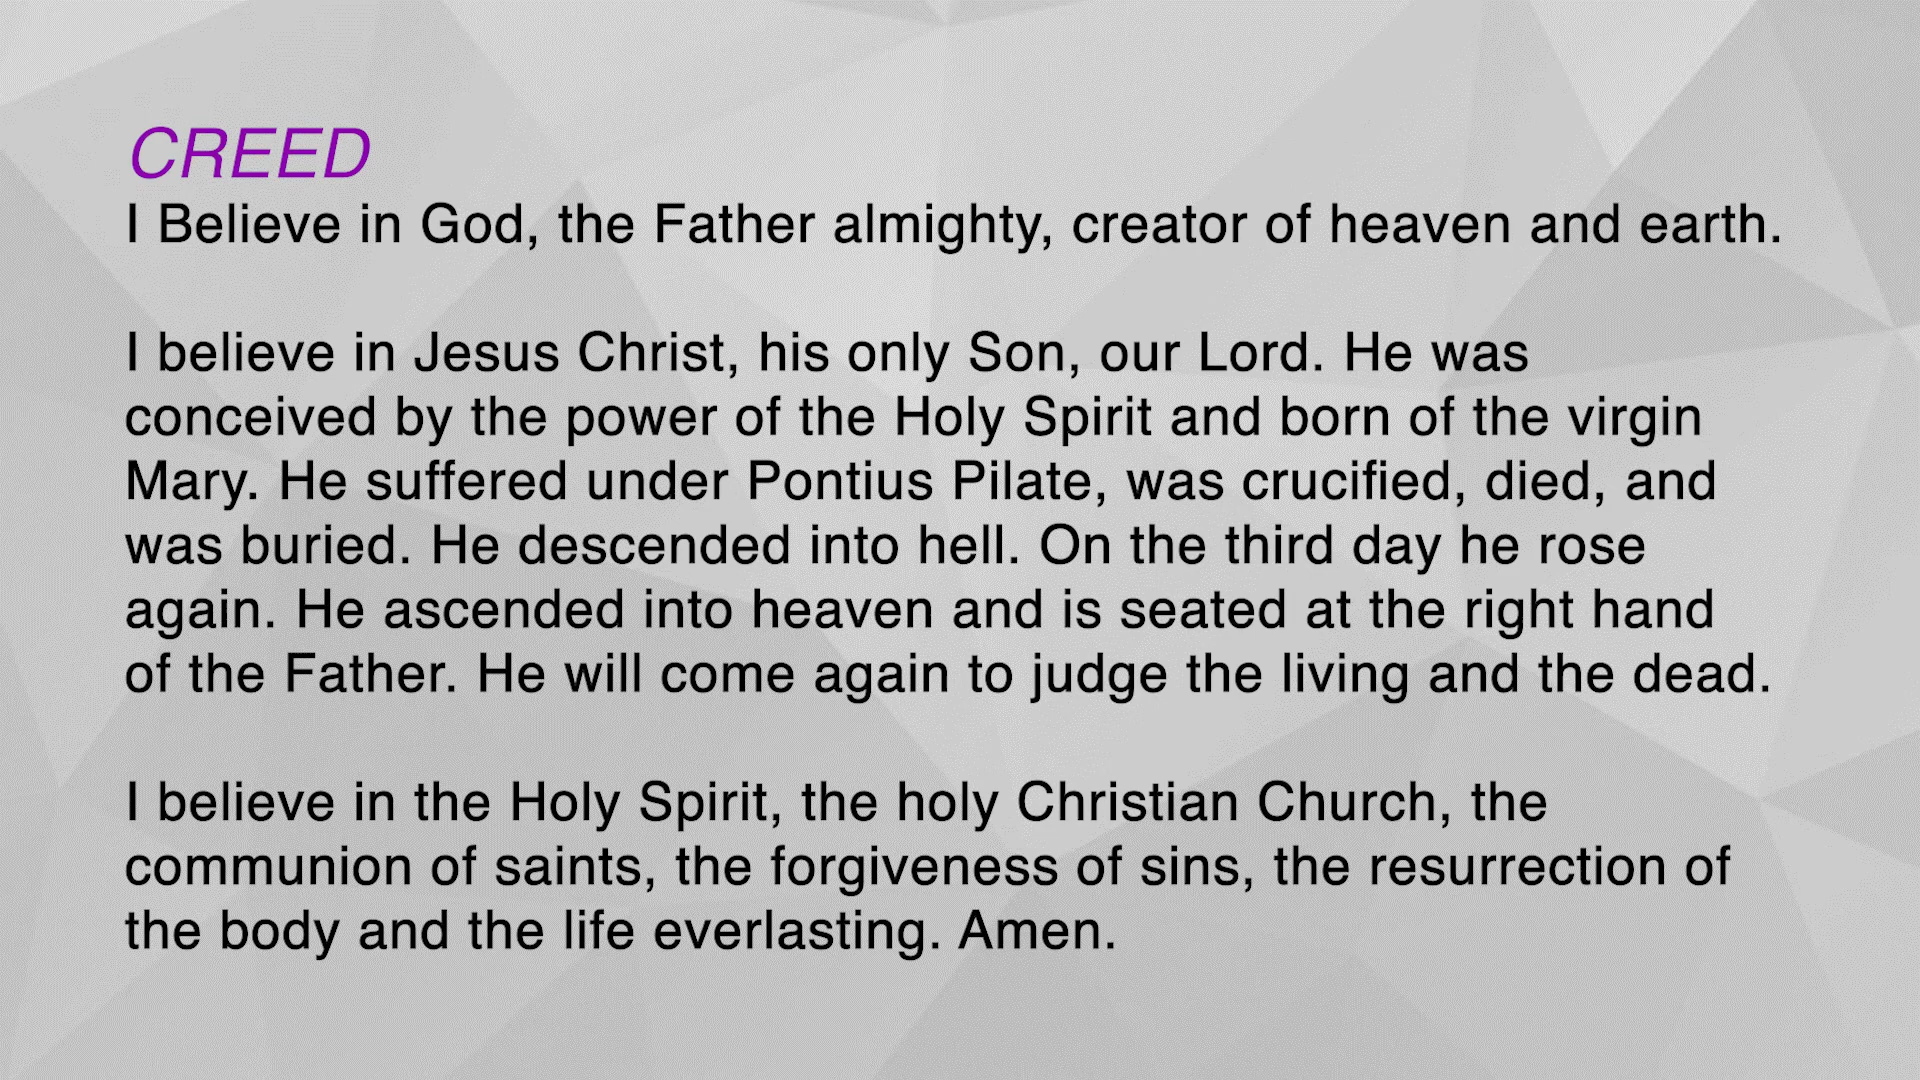 CREED
I Believe in God, the Father almighty, creator of heaven and earth.
I believe in Jesus Christ, his only Son, our Lord. He was
conceived by the power of the Holy Spirit and born of the virgin
Mary. He suffered under Pontius Pilate, was crucified, died, and
was buried. He descended into hell. On the third day he rose
again. He ascended into heaven and is seated at the right hand
of the Father. He will come again to judge the living and the dead.
I believe in the Holy Spirit, the holy Christian Church, the
communion of saints, the forgiveness of sins, the resurrection of
the body and the life everlasting. Amen.